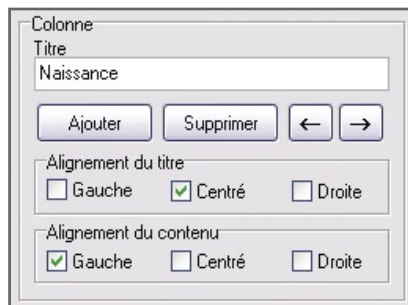 Colonne
Titre
Naissance
Ajouter Supprimer ← →
Alignement du titre
Gauche Centré Droite
Alignement du contenu
Gauche Centré Droite